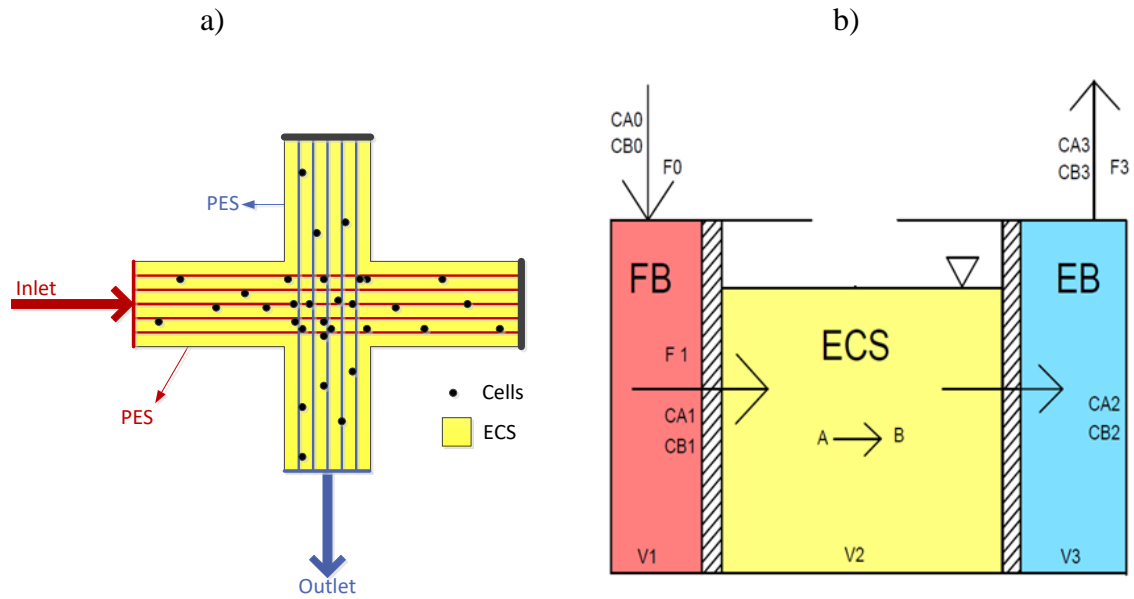 a)
b)
PES
Inlet
PES
Cells
ECS
Outlet
CA0
CB0
F0
CA3
CB3
F3
FB
ECS
EB
F 1
CA1
CB1
A
B
CA2
CB2
V1
V2
V3